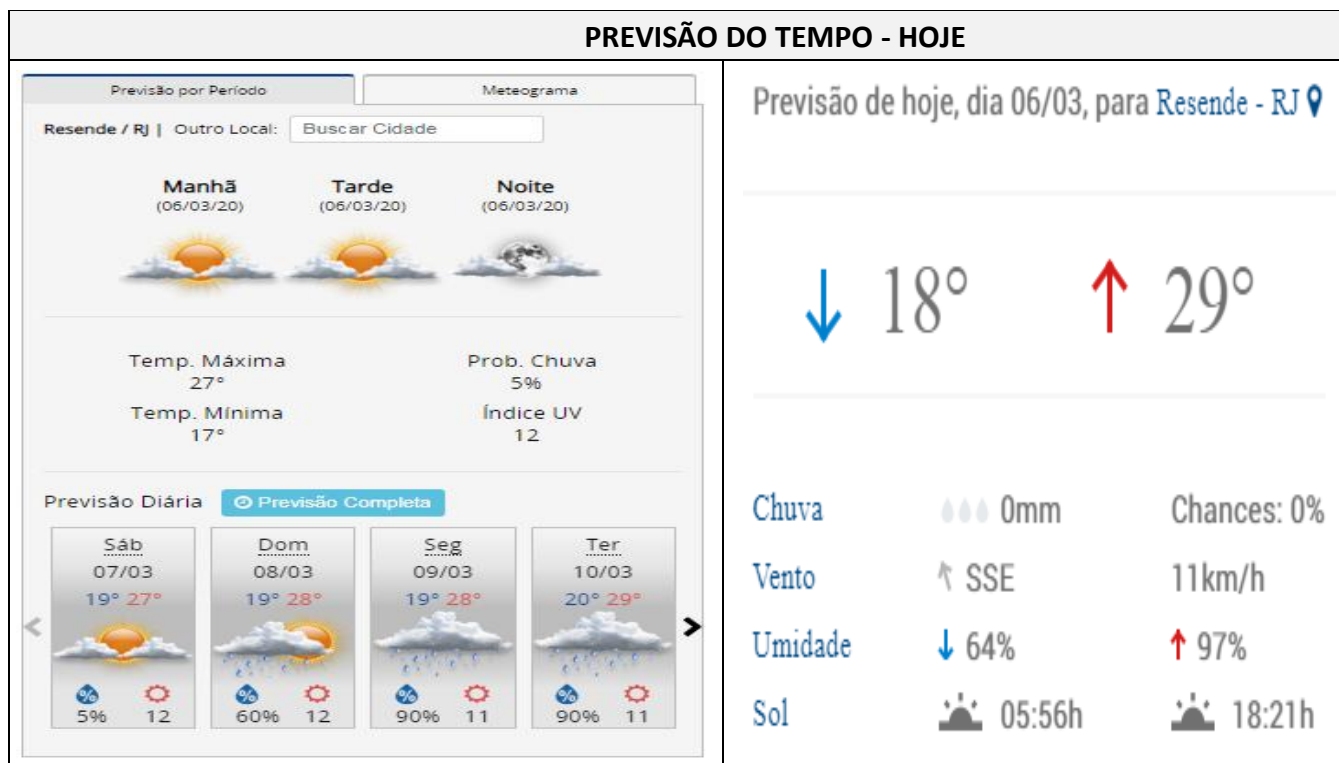 PREVISÃO DO TEMPO - HOJE
Previsão por Período
Meteograma
Resende / RJ | Outro Local: Buscar Cidade
Manhã Tarde Noite
(06/03/20) (06/03/20) (06/03/20)
Temp. Máxima Prob. Chuva
27° 5%
Temp. Mínima Índice UV
17° 12
Previsão Diária Previsão Completa
Sáb Dom Seg Ter
07/03 08/03 09/03 10/03
19° 27° 19° 28° 19° 28° 20° 29°
% % % %
5% 12 60% 12 90% 11 90% 11
Previsão de hoje, dia 06/03, para Resende - RJ
18° 29°
Chuva 0mm Chances: 0%
Vento SSE 11km/h
Umidade 64% 97%
Sol 05:56h 18:21h